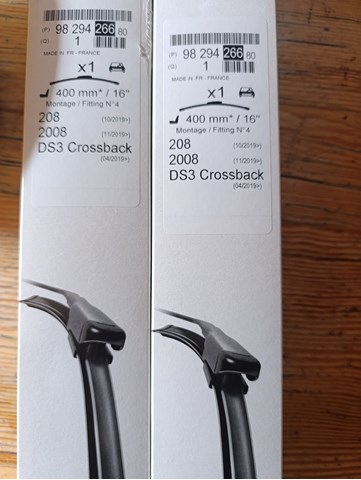 (P) 98 294 266 80
(Q) 1
MADE IN PR - FRANCE
x1
400 mm* / 16"
Montage / Fitting N°4
208 (10/2019>)
2008 (11/2019>)
DS3 Crossback
(04/2019>)
(P) 98 294 266 80
(Q) 1
MADE IN PR - FRANCE
x1
400 mm* / 16"
Montage / Fitting N°4
208 (10/2019>)
2008 (11/2019>)
DS3 Crossback
(04/2019>)